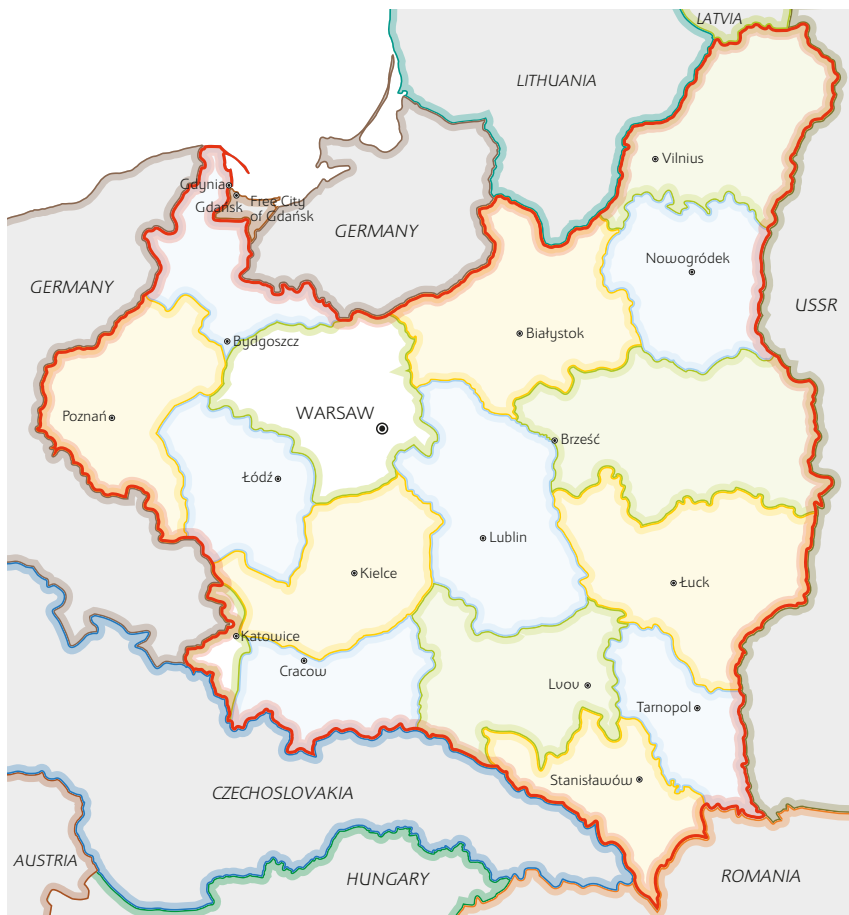 LATVIA
LITHUANIA
Vilnius
Gdynia
Gdańsk
Free City
of Gdańsk
GERMANY
Nowogródek
GERMANY
USSR
Białystok
Bydgoszcz
WARSAW
Poznań
Brześć
Łódź
Lublin
Kielce
Łuck
Katowice
Cracow
Lvov
Tarnopol
Stanisławów
CZECHOSLOVAKIA
AUSTRIA
HUNGARY
ROMANIA